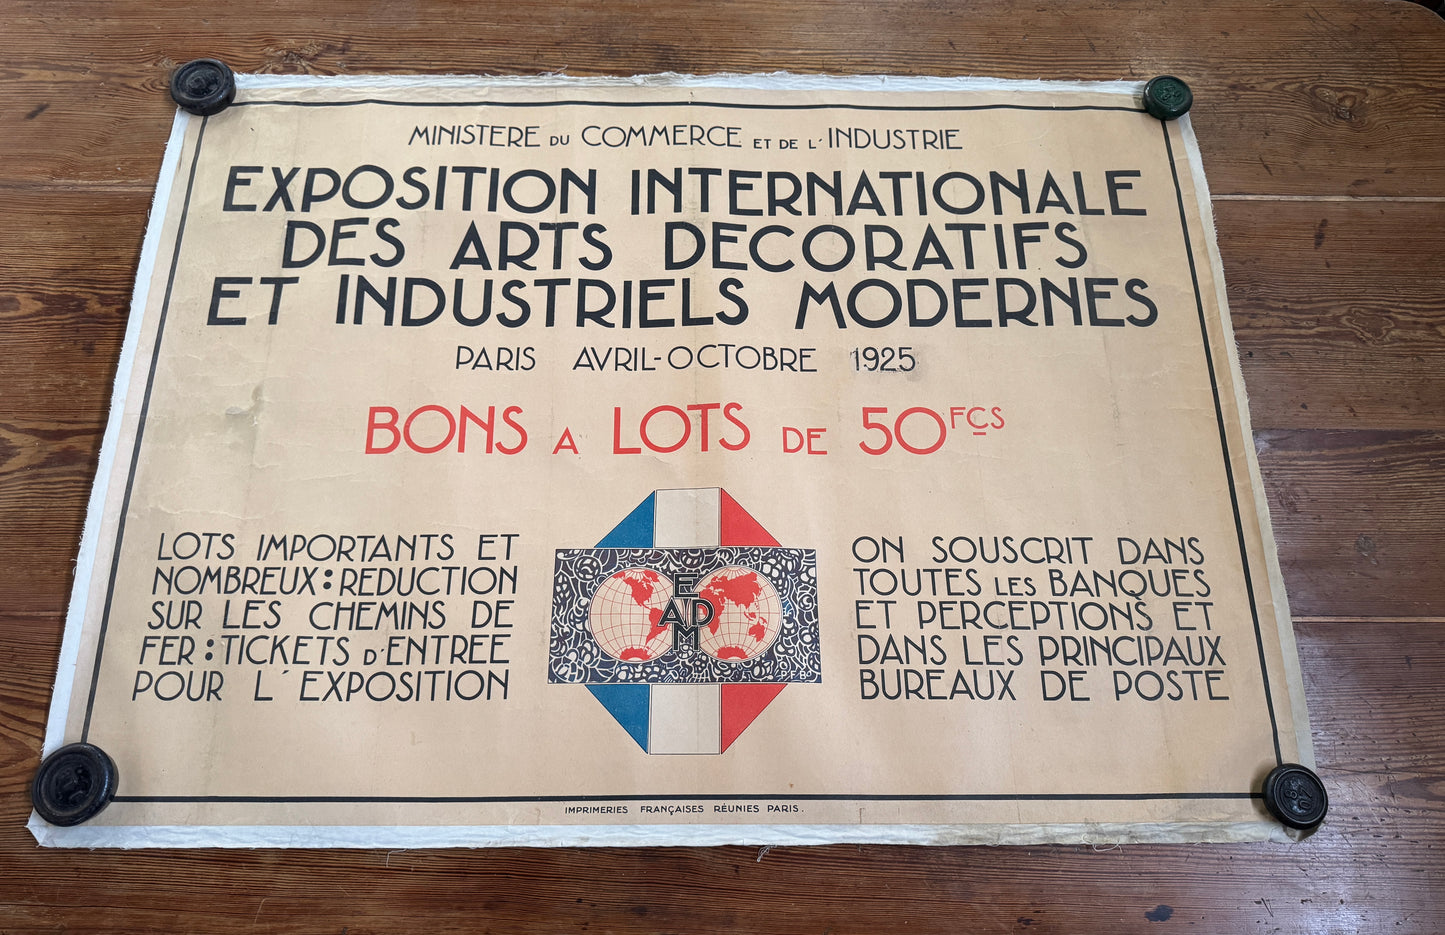 MINISTERE DU COMMERCE ET DE L'INDUSTRIE
EXPOSITION INTERNATIONALE
DES ARTS DECORATIFS
ET INDUSTRIELS MODERNES
PARIS AVRIL-OCTOBRE 1925
BONS A LOTS DE 50FCS
LOTS IMPORTANTS ET
NOMBREUX : REDUCTION
SUR LES CHEMINS DE
FER : TICKETS D'ENTREE
POUR L'EXPOSITION
E
AD
M
ON SOUSCRIT DANS
TOUTES LES BANQUES
ET PERCEPTIONS ET
DANS LES PRINCIPAUX
BUREAUX DE POSTE
IMPRIMERIES FRANÇAISES RÉUNIES PARIS.